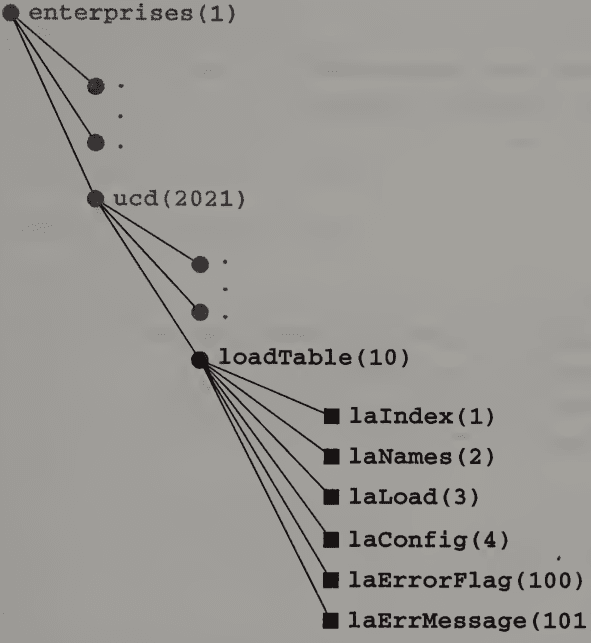 enterprises(1)
ucd(2021)
loadTable(10)
laIndex(1)
laNames(2)
laLoad(3)
laConfig(4)
laErrorFlag(100)
laErrMessage(101